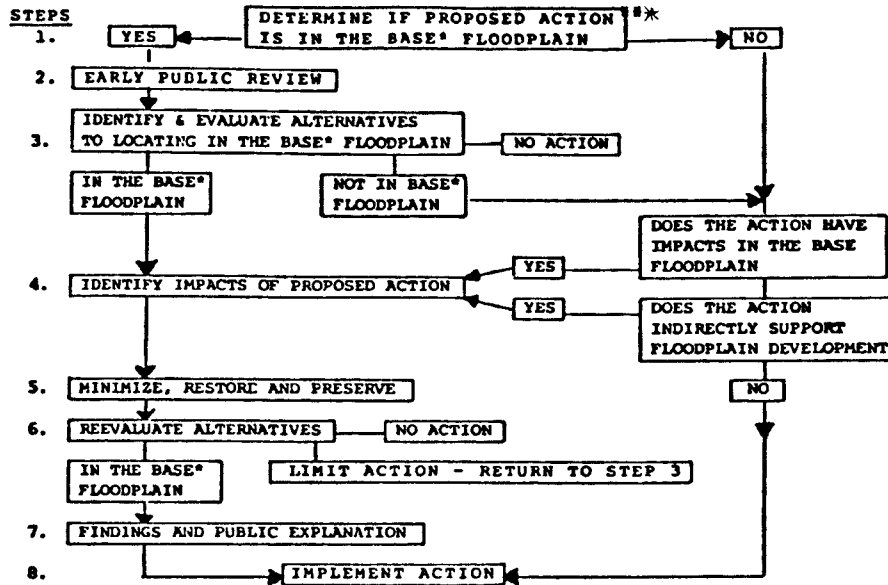 STEPS
1.
YES
DETERMINE IF PROPOSED ACTION***
IS IN THE BASE* FLOODPLAIN
NO
2.
EARLY PUBLIC REVIEW
3.
IDENTIFY & EVALUATE ALTERNATIVES
TO LOCATING IN THE BASE* FLOODPLAIN
NO ACTION
IN THE BASE*
FLOODPLAIN
NOT IN BASE*
FLOODPLAIN
DOES THE ACTION HAVE
IMPACTS IN THE BASE
FLOODPLAIN
YES
4.
IDENTIFY IMPACTS OF PROPOSED ACTION
YES
DOES THE ACTION
INDIRECTLY SUPPORT
FLOODPLAIN DEVELOPMENT
5.
MINIMIZE, RESTORE AND PRESERVE
NO
6.
REEVALUATE ALTERNATIVES
NO ACTION
IN THE BASE*
FLOODPLAIN
LIMIT ACTION - RETURN TO STEP 3
7.
FINDINGS AND PUBLIC EXPLANATION
8.
IMPLEMENT ACTION